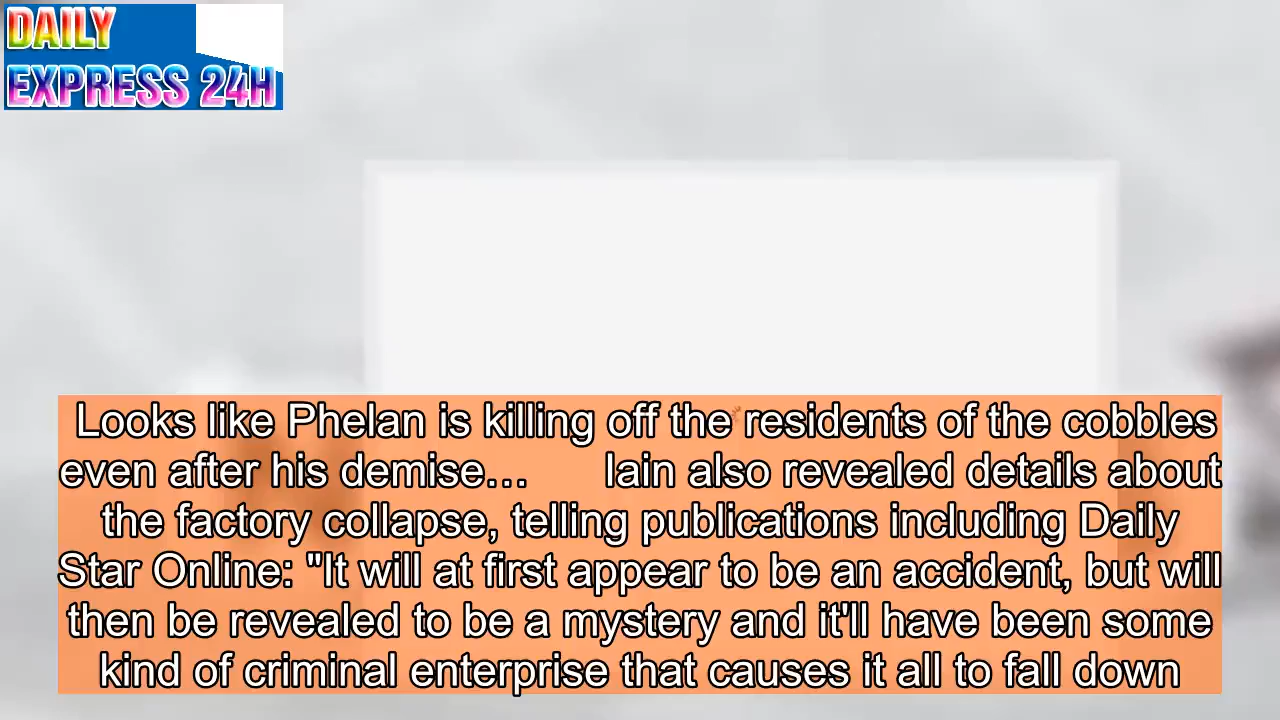 DAILY
EXPRESS 24H
Looks like Phelan is killing off the residents of the cobbles
even after his demise… Iain also revealed details about
the factory collapse, telling publications including Daily
Star Online: "It will at first appear to be an accident, but will
then be revealed to be a mystery and it'll have been some
kind of criminal enterprise that causes it all to fall down